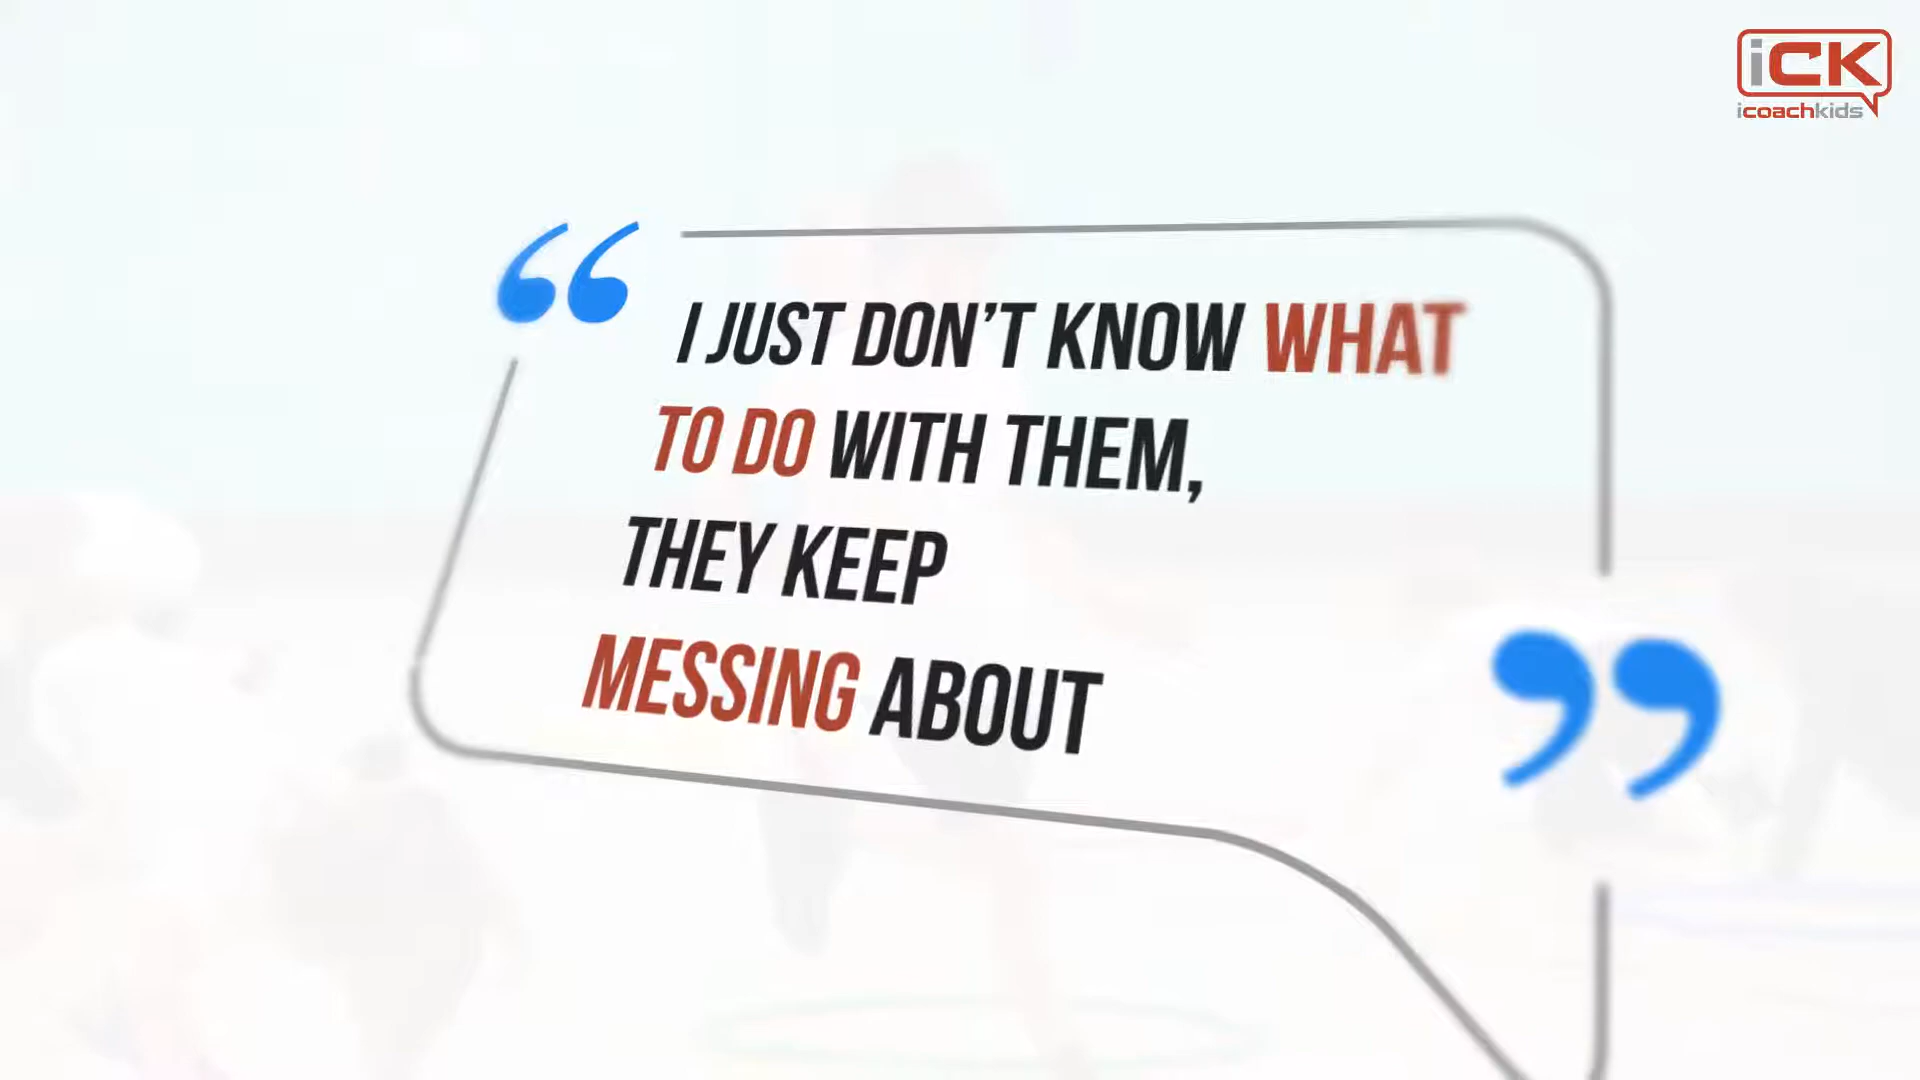 iCK
icoachkids
I JUST DON'T KNOW WHAT
TO DO WITH THEM,
THEY KEEP
MESSING ABOUT